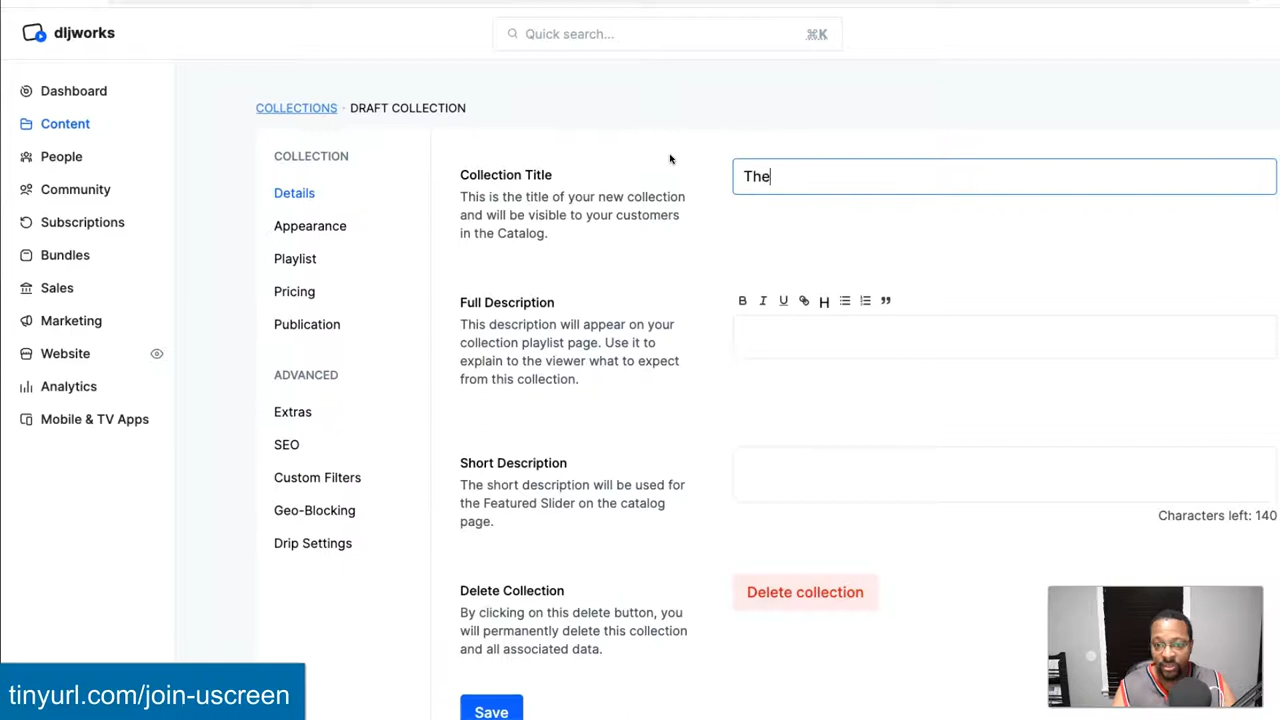 dljworks
Quick search...
⌘K
Dashboard
Content
People
Community
Subscriptions
Bundles
Sales
Marketing
Website
Analytics
Mobile & TV Apps
COLLECTIONS · DRAFT COLLECTION
COLLECTION
Details
Appearance
Playlist
Pricing
Publication
ADVANCED
Extras
SEO
Custom Filters
Geo-Blocking
Drip Settings
Collection Title
This is the title of your new collection
and will be visible to your customers
in the Catalog.
The
Full Description
This description will appear on your
collection playlist page. Use it to
explain to the viewer what to expect
from this collection.
B I U H
Short Description
The short description will be used for
the Featured Slider on the catalog
page.
Characters left: 140
Delete Collection
By clicking on this delete button, you
will permanently delete this collection
and all associated data.
Delete collection
Save
tinyurl.com/join-uscreen